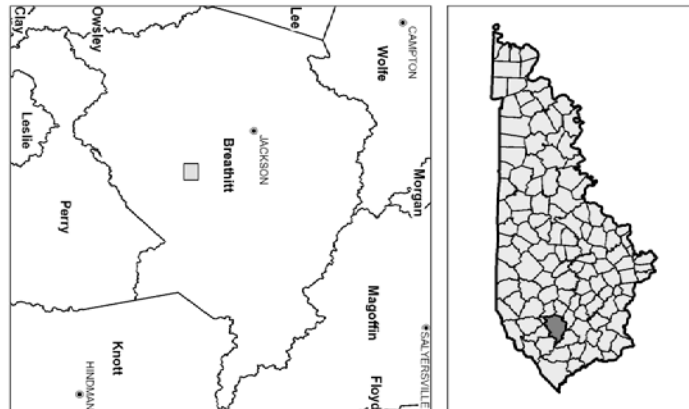 CAMPTON
Morgan
SALYERSVILLE
Wolfe
Magoffin
Floyd
Lee
JACKSON
Breathitt
Owsley
Knott
HINDMAN
Perry
Clay
Leslie